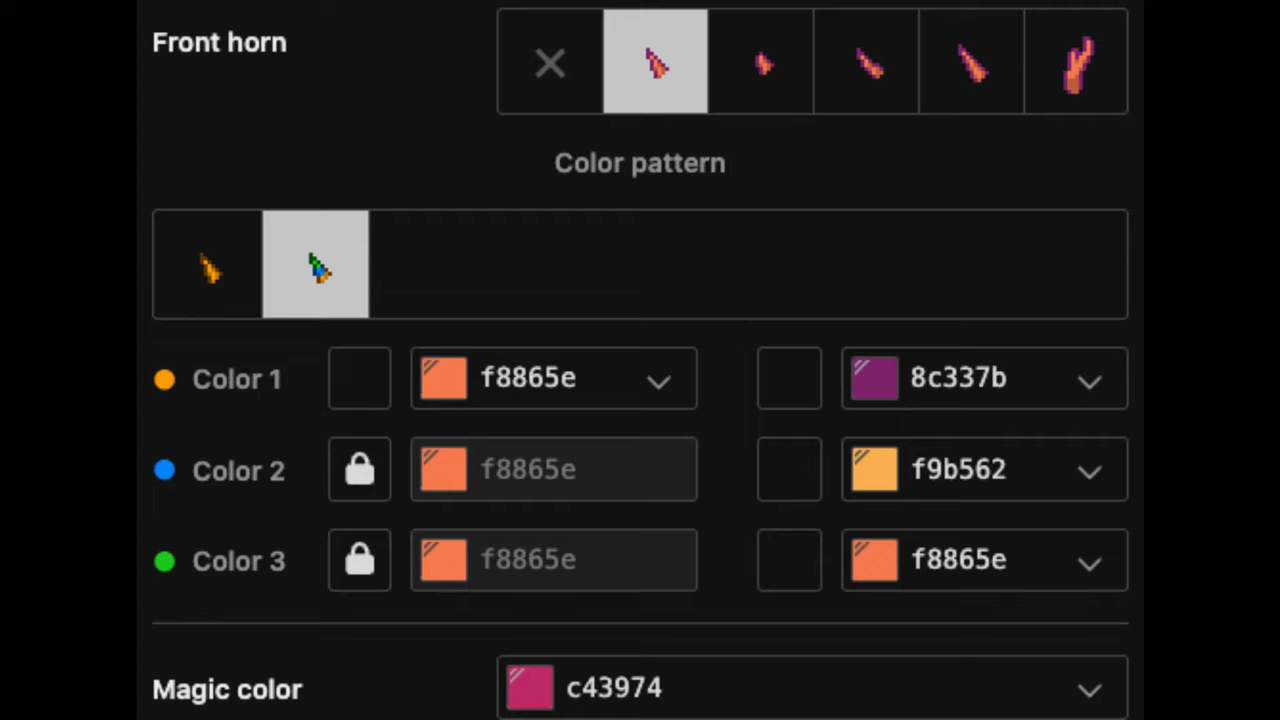 Front horn
Color pattern
Color 1 f8865e 8c337b
Color 2 f8865e f9b562
Color 3 f8865e f8865e
Magic color c43974